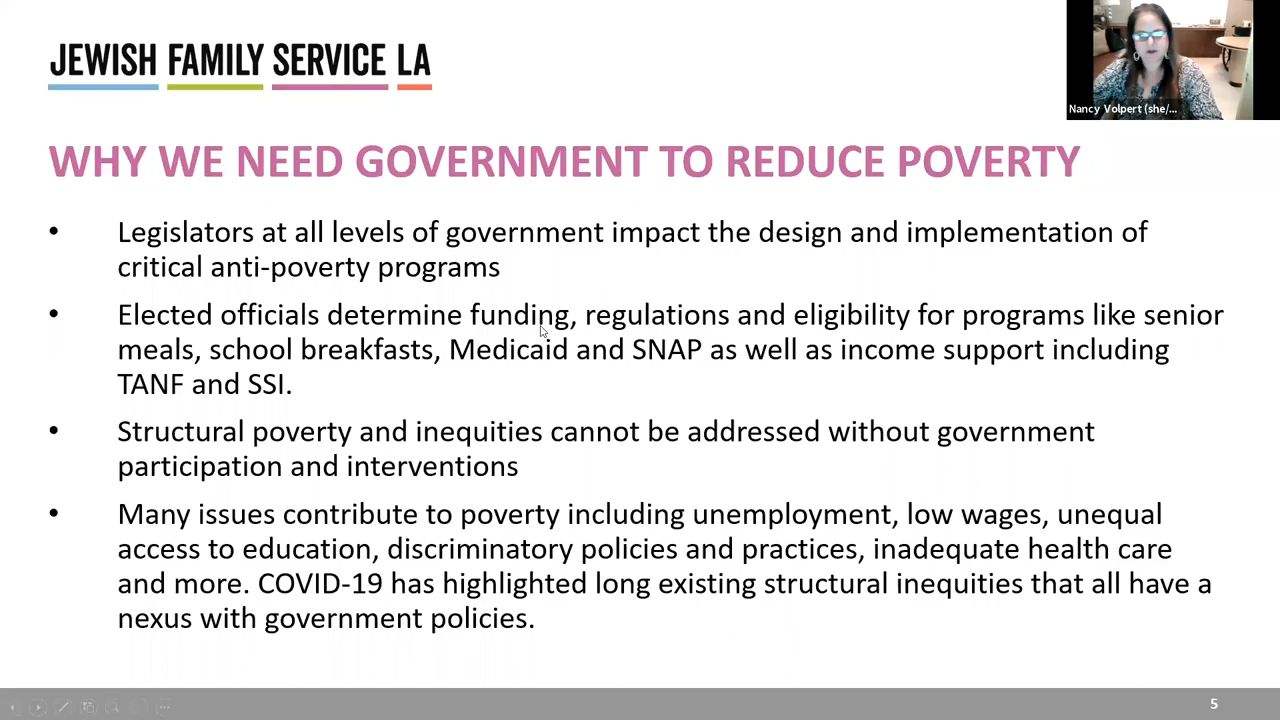 JEWISH FAMILY SERVICE LA
Nancy Volpert (she/...
WHY WE NEED GOVERNMENT TO REDUCE POVERTY
• Legislators at all levels of government impact the design and implementation of
critical anti-poverty programs
• Elected officials determine funding, regulations and eligibility for programs like senior
meals, school breakfasts, Medicaid and SNAP as well as income support including
TANF and SSI.
• Structural poverty and inequities cannot be addressed without government
participation and interventions
• Many issues contribute to poverty including unemployment, low wages, unequal
access to education, discriminatory policies and practices, inadequate health care
and more. COVID-19 has highlighted long existing structural inequities that all have a
nexus with government policies.
5